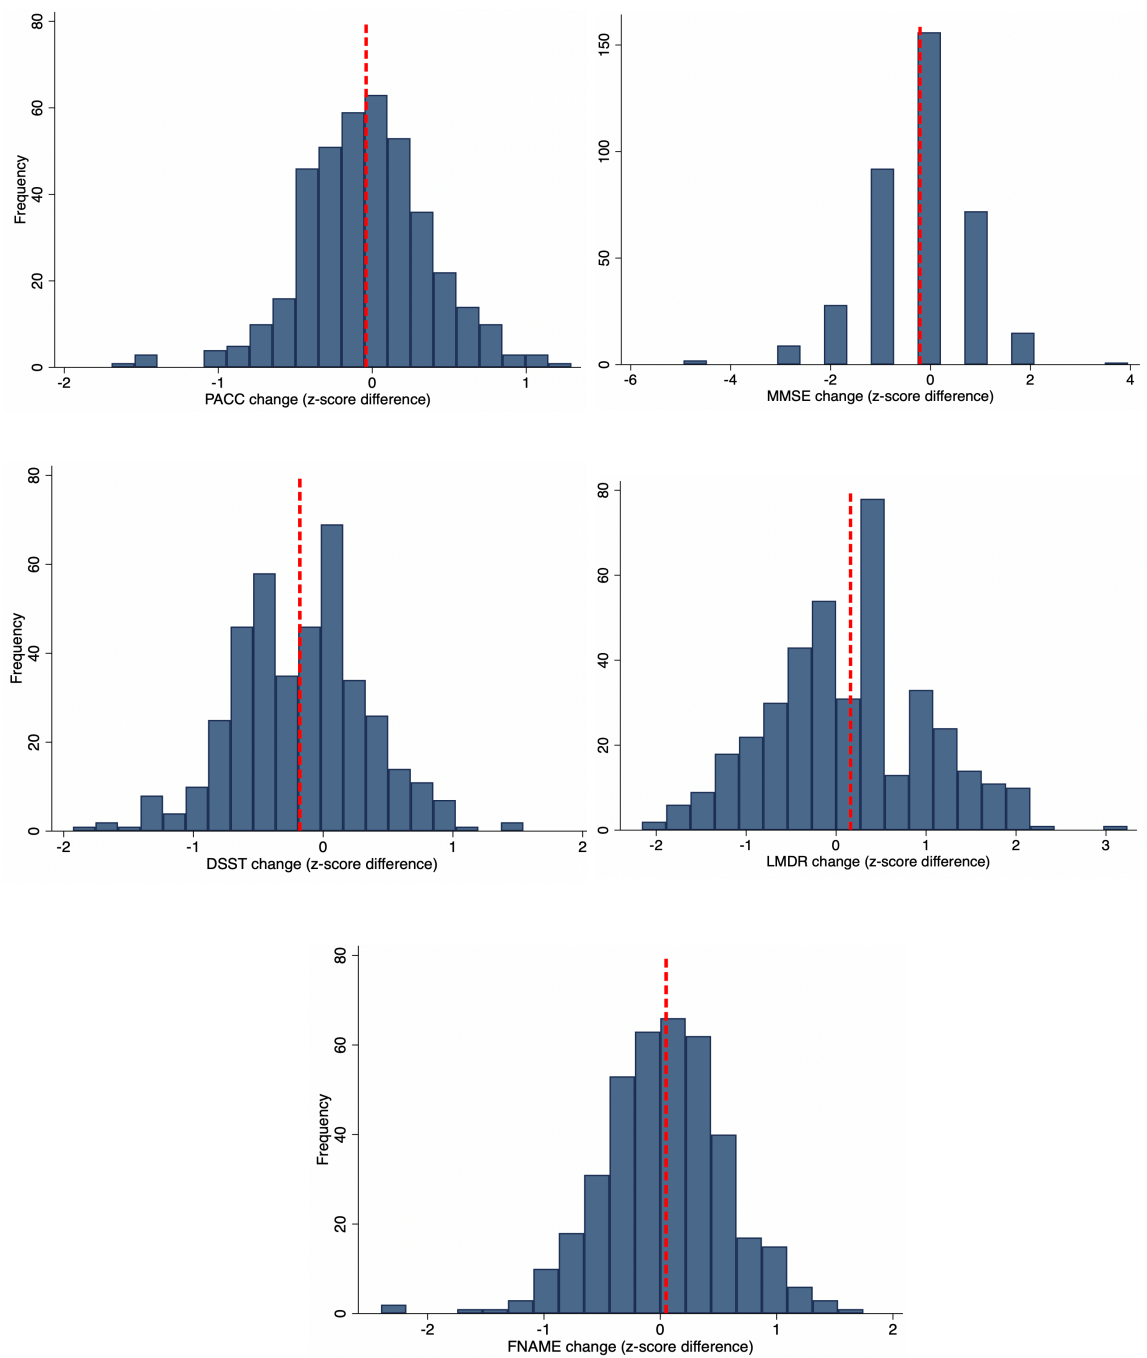 80
60
40
20
0
Frequency
-2 -1 0 1
PACC change (z-score difference)
150
100
50
0
-6 -4 -2 0 2 4
MMSE change (z-score difference)
80
60
40
20
0
Frequency
-2 -1 0 1 2
DSST change (z-score difference)
80
60
40
20
0
-2 -1 0 1 2 3
LMDR change (z-score difference)
80
60
40
20
0
Frequency
-2 -1 0 1 2
FNAME change (z-score difference)